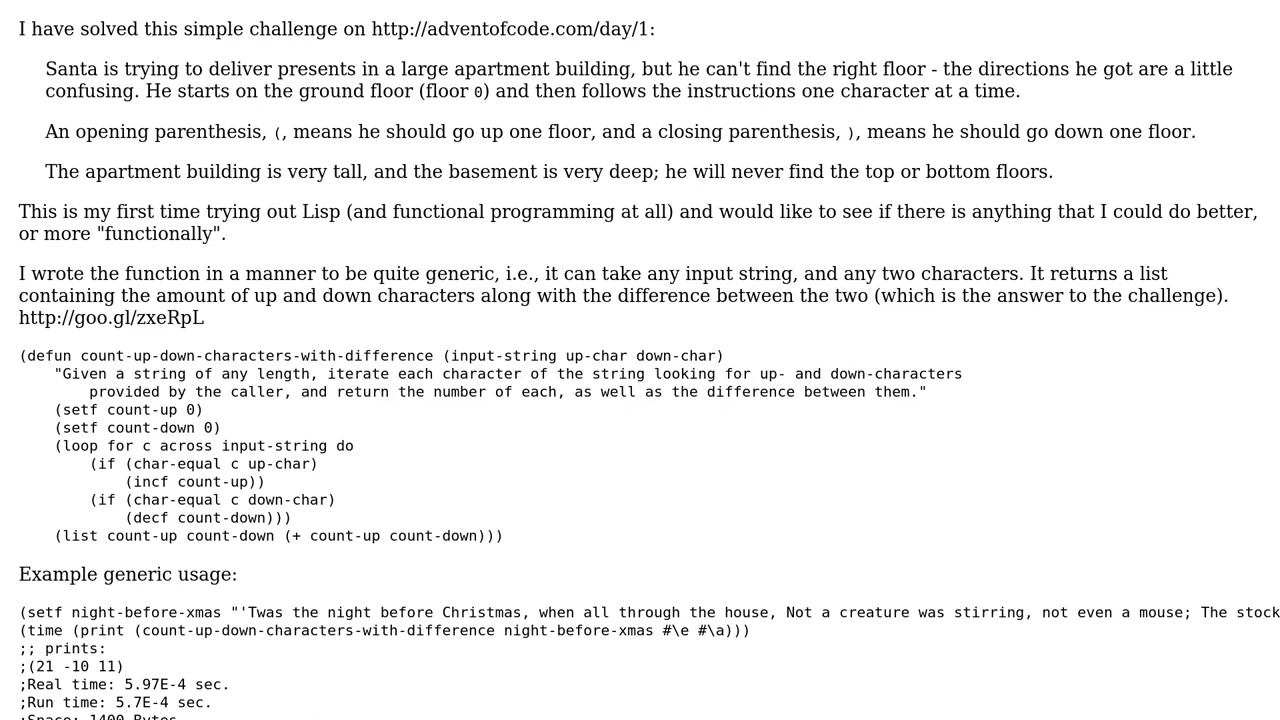 I have solved this simple challenge on http://adventofcode.com/day/1:
Santa is trying to deliver presents in a large apartment building, but he can't find the right floor - the directions he got are a little
confusing. He starts on the ground floor (floor 0) and then follows the instructions one character at a time.
An opening parenthesis, (, means he should go up one floor, and a closing parenthesis, ), means he should go down one floor.
The apartment building is very tall, and the basement is very deep; he will never find the top or bottom floors.
This is my first time trying out Lisp (and functional programming at all) and would like to see if there is anything that I could do better,
or more "functionally".
I wrote the function in a manner to be quite generic, i.e., it can take any input string, and any two characters. It returns a list
containing the amount of up and down characters along with the difference between the two (which is the answer to the challenge).
http://goo.gl/zxeRpL
(defun count-up-down-characters-with-difference (input-string up-char down-char)
    "Given a string of any length, iterate each character of the string looking for up- and down-characters
        provided by the caller, and return the number of each, as well as the difference between them."
    (setf count-up 0)
    (setf count-down 0)
    (loop for c across input-string do
        (if (char-equal c up-char)
            (incf count-up))
        (if (char-equal c down-char)
            (decf count-down)))
    (list count-up count-down (+ count-up count-down)))
Example generic usage:
(setf night-before-xmas "'Twas the night before Christmas, when all through the house, Not a creature was stirring, not even a mouse; The stock
(time (print (count-up-down-characters-with-difference night-before-xmas #\e #\a)))
;; prints:
;(21 -10 11)
;Real time: 5.97E-4 sec.
;Run time: 5.7E-4 sec.
;Space: 1400 Bytes